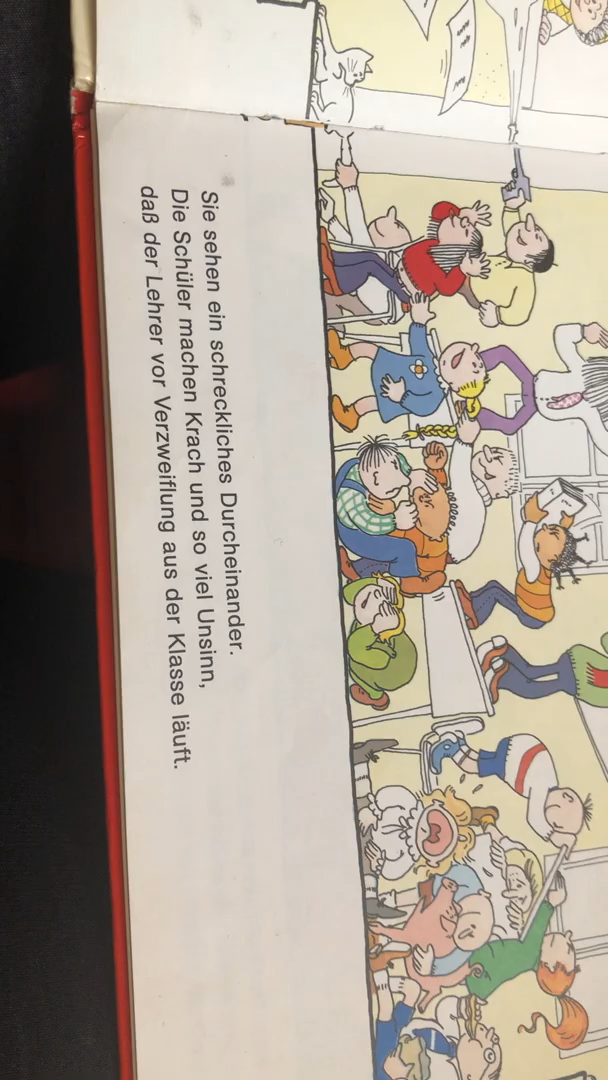 Sie sehen ein schreckliches Durcheinander.
Die Schüler machen Krach und so viel Unsinn,
daß der Lehrer vor Verzweiflung aus der Klasse läuft.